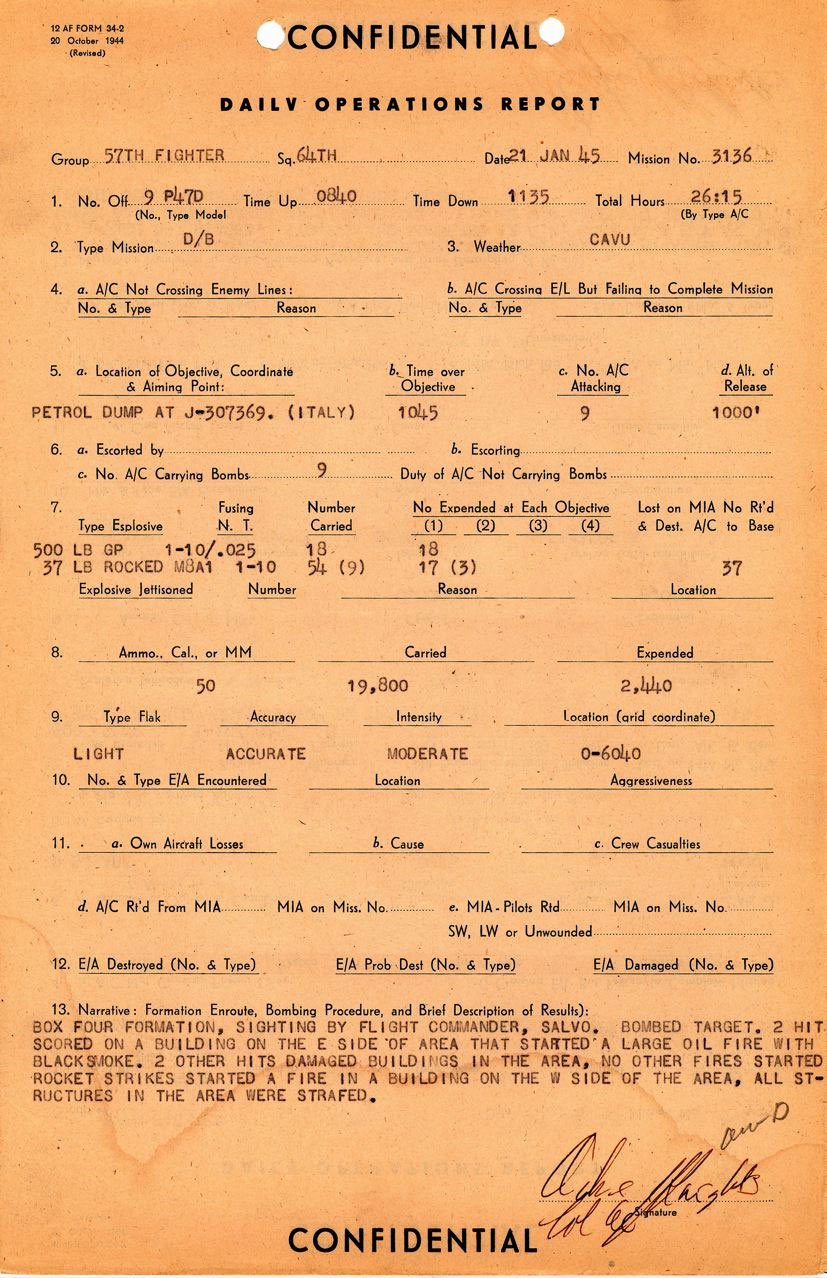 12 AF FORM 34-2
20 October 1944
(Revised)
CONFIDENTIAL
DAILY OPERATIONS REPORT
Group 57TH FIGHTER Sq. 64TH Date 21 JAN 45 Mission No. 3136
1. No. Off 9 P47D Time Up 0840 Time Down 1135 Total Hours 26:15
(No., Type Model (By Type A/C
2. Type Mission D/B 3. Weather CAVU
4. a. A/C Not Crossing Enemy Lines: b. A/C Crossing E/L But Failing to Complete Mission
No. & Type Reason No. & Type Reason
5. a. Location of Objective, Coordinate b. Time over c. No. A/C d. Alt. of
& Aiming Point: Objective Attacking Release
PETROL DUMP AT J-307369. (ITALY) 1045 9 1000'
6. a. Escorted by b. Escorting
c. No. A/C Carrying Bombs 9 Duty of A/C Not Carrying Bombs
7. Fusing Number No Expended at Each Objective Lost on MIA No Rt'd
Type Explosive N. T. Carried (1) (2) (3) (4) & Dest. A/C to Base
500 LB GP 1-10/.025 18 18
37 LB ROCKED M8A1 1-10 54 (9) 17 (3) 37
Explosive Jettisoned Number Reason Location
8. Ammo., Cal., or MM Carried Expended
50 19,800 2,440
9. Type Flak Accuracy Intensity Location (grid coordinate)
LIGHT ACCURATE MODERATE 0-6040
10. No. & Type E/A Encountered Location Aggressiveness
11. a. Own Aircraft Losses b. Cause c. Crew Casualties
d. A/C Rt'd From MIA MIA on Miss. No. e. MIA-Pilots Rtd MIA on Miss. No.
SW, LW or Unwounded
12. E/A Destroyed (No. & Type) E/A Prob Dest (No. & Type) E/A Damaged (No. & Type)
13. Narrative: Formation Enroute, Bombing Procedure, and Brief Description of Results):
BOX FOUR FORMATION, SIGHTING BY FLIGHT COMMANDER, SALVO. BOMBED TARGET. 2 HIT
SCORED ON A BUILDING ON THE E SIDE OF AREA THAT STARTED A LARGE OIL FIRE WITH
BLACKSMOKE. 2 OTHER HITS DAMAGED BUILDINGS IN THE AREA, NO OTHER FIRES STARTED
ROCKET STRIKES STARTED A FIRE IN A BUILDING ON THE W SIDE OF THE AREA, ALL ST-
RUCTURES IN THE AREA WERE STRAFED.
Signature
CONFIDENTIAL